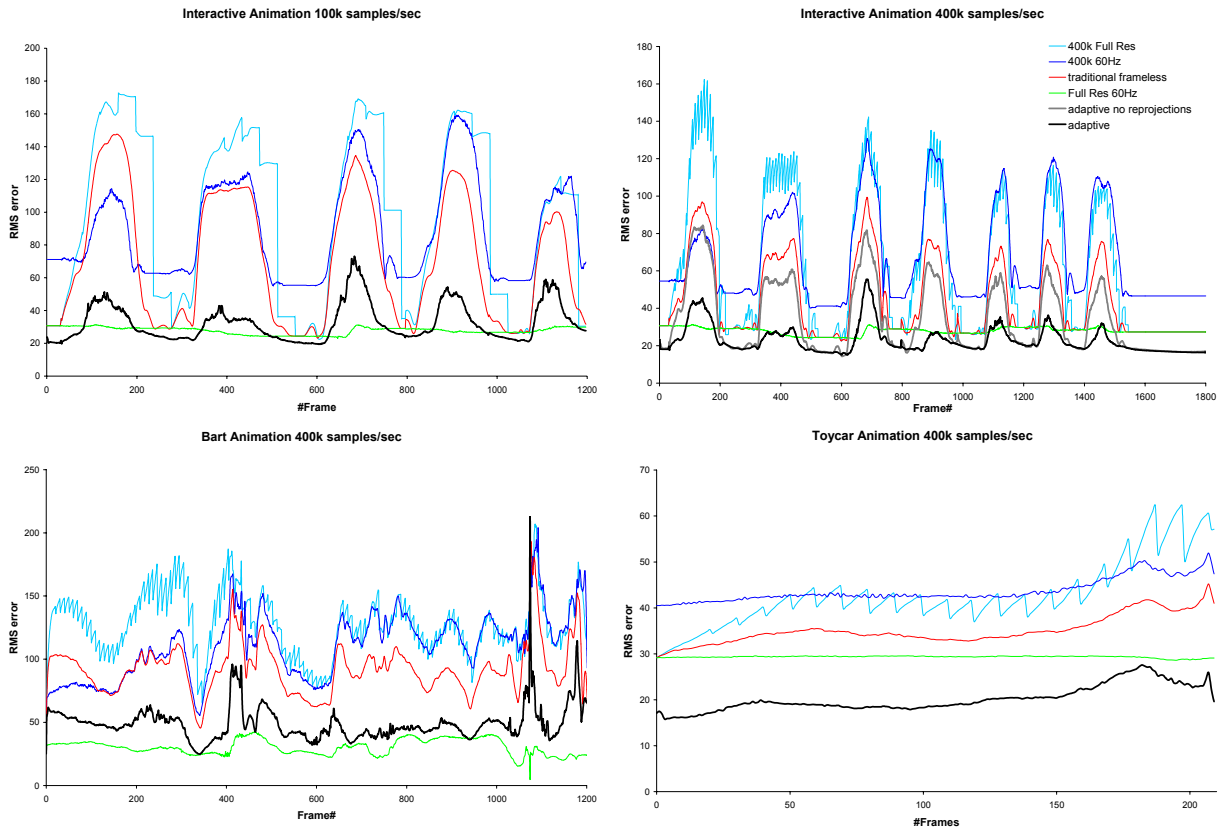 Interactive Animation 100k samples/sec
200
180
160
140
120
100
80
60
40
20
0
RMS error
0 200 400 600 800 1000 1200
#Frame
Interactive Animation 400k samples/sec
180
160
140
120
100
80
60
40
20
0
RMS error
400k Full Res
400k 60Hz
traditional frameless
Full Res 60Hz
adaptive no reprojections
adaptive
0 200 400 600 800 1000 1200 1400 1600 1800
Frame#
Bart Animation 400k samples/sec
250
200
150
100
50
0
RMS error
0 200 400 600 800 1000 1200
Frame#
Toycar Animation 400k samples/sec
70
60
50
40
30
20
10
0
RMS error
0 50 100 150 200
#Frames